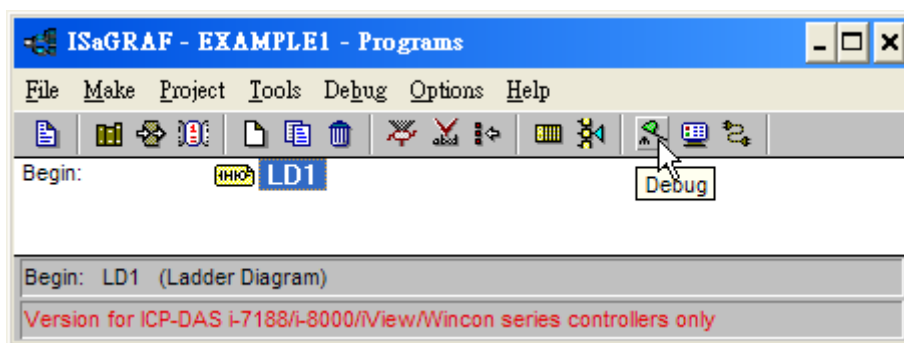 ISaGRAF - EXAMPLE1 - Programs
File Make Project Tools Debug Options Help
Begin: LD1
Debug
Begin: LD1 (Ladder Diagram)
Version for ICP-DAS i-7188/i-8000/iView/Wincon series controllers only